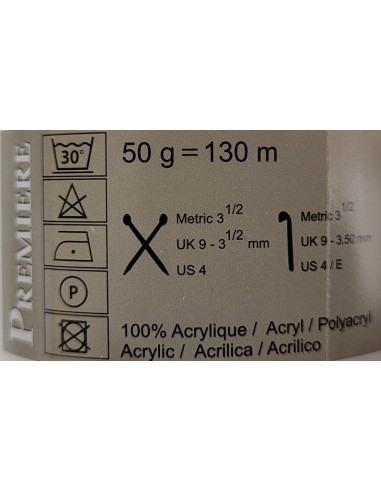 PREMIERE
30°
50 g = 130 m
Metric 3 1/2
UK 9 - 3 1/2 mm
US 4
Metric 3 1/2
UK 9 - 3.50 mm
US 4 / E
P
100% Acrylique / Acryl / Polyacryl
Acrylic / Acrilica / Acrilico